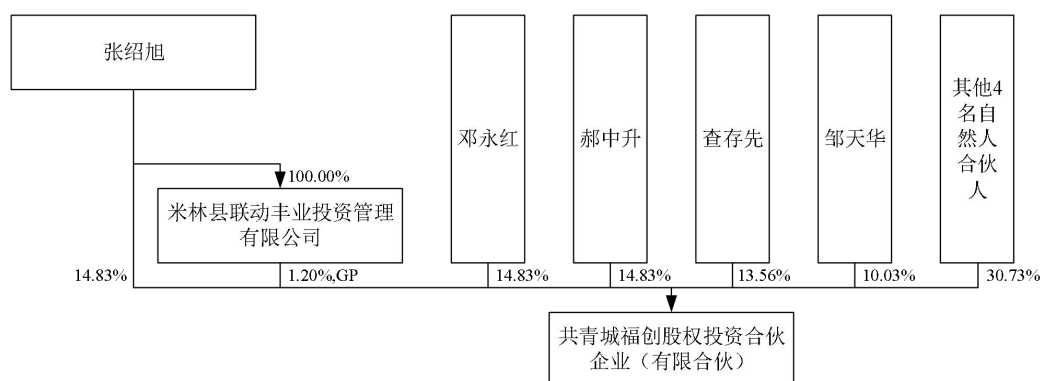 张绍旭
邓永红
郝中升
查存先
邹天华
其他4
名自
然人
合伙
人
100.00%
米林县联动丰业投资管理
有限公司
14.83%
1.20%,GP
14.83%
14.83%
13.56%
10.03%
30.73%
共青城福创股权投资合伙
企业（有限合伙）